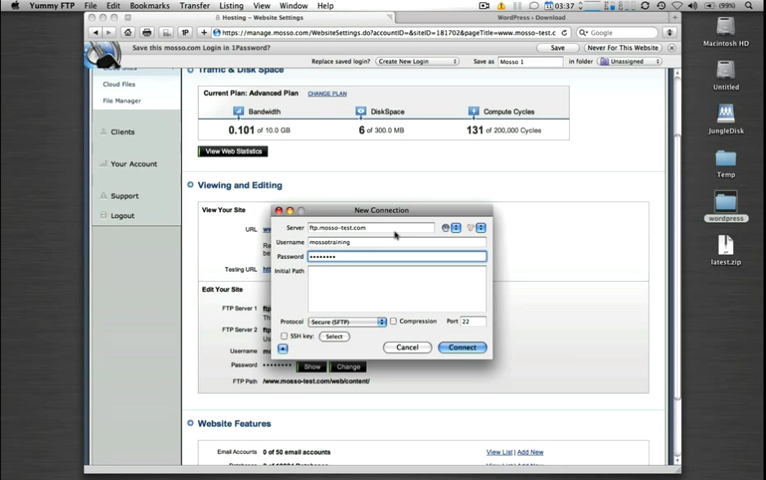 Yummy FTP File Edit Bookmarks Transfer Listing View Window Help 03:37 (99%)
Hosting – Website Settings
WordPress › Download
https://manage.mosso.com/WebsiteSettings.do?accountID=&siteID=181702&pageTitle=www.mosso-test.c
Google
Save this mosso.com Login in 1Password?
Save
Never For This Website
Replace saved login?
Create New Login
Save as
Mosso 1
in folder
Unassigned
Cloud Files
File Manager
Clients
Your Account
Support
Logout
Traffic & Disk Space
Current Plan: Advanced Plan CHANGE PLAN
Bandwidth DiskSpace Compute Cycles
0.101 of 10.0 GB 6 of 300.0 MB 131 of 200,000 Cycles
View Web Statistics
Viewing and Editing
View Your Site
URL
Testing URL
Edit Your Site
FTP Server 1
FTP Server 2
Username
Password ******** Show Change
FTP Path /www.mosso-test.com/web/content/
Website Features
Email Accounts 0 of 50 email accounts View List | Add New
New Connection
Server ftp.mosso-test.com
Username mossotraining
Password ••••••••
Initial Path
Protocol Secure (SFTP) Compression Port 22
SSH key: Select
Cancel Connect
Macintosh HD
Untitled
JungleDisk
Temp
wordpress
latest.zip